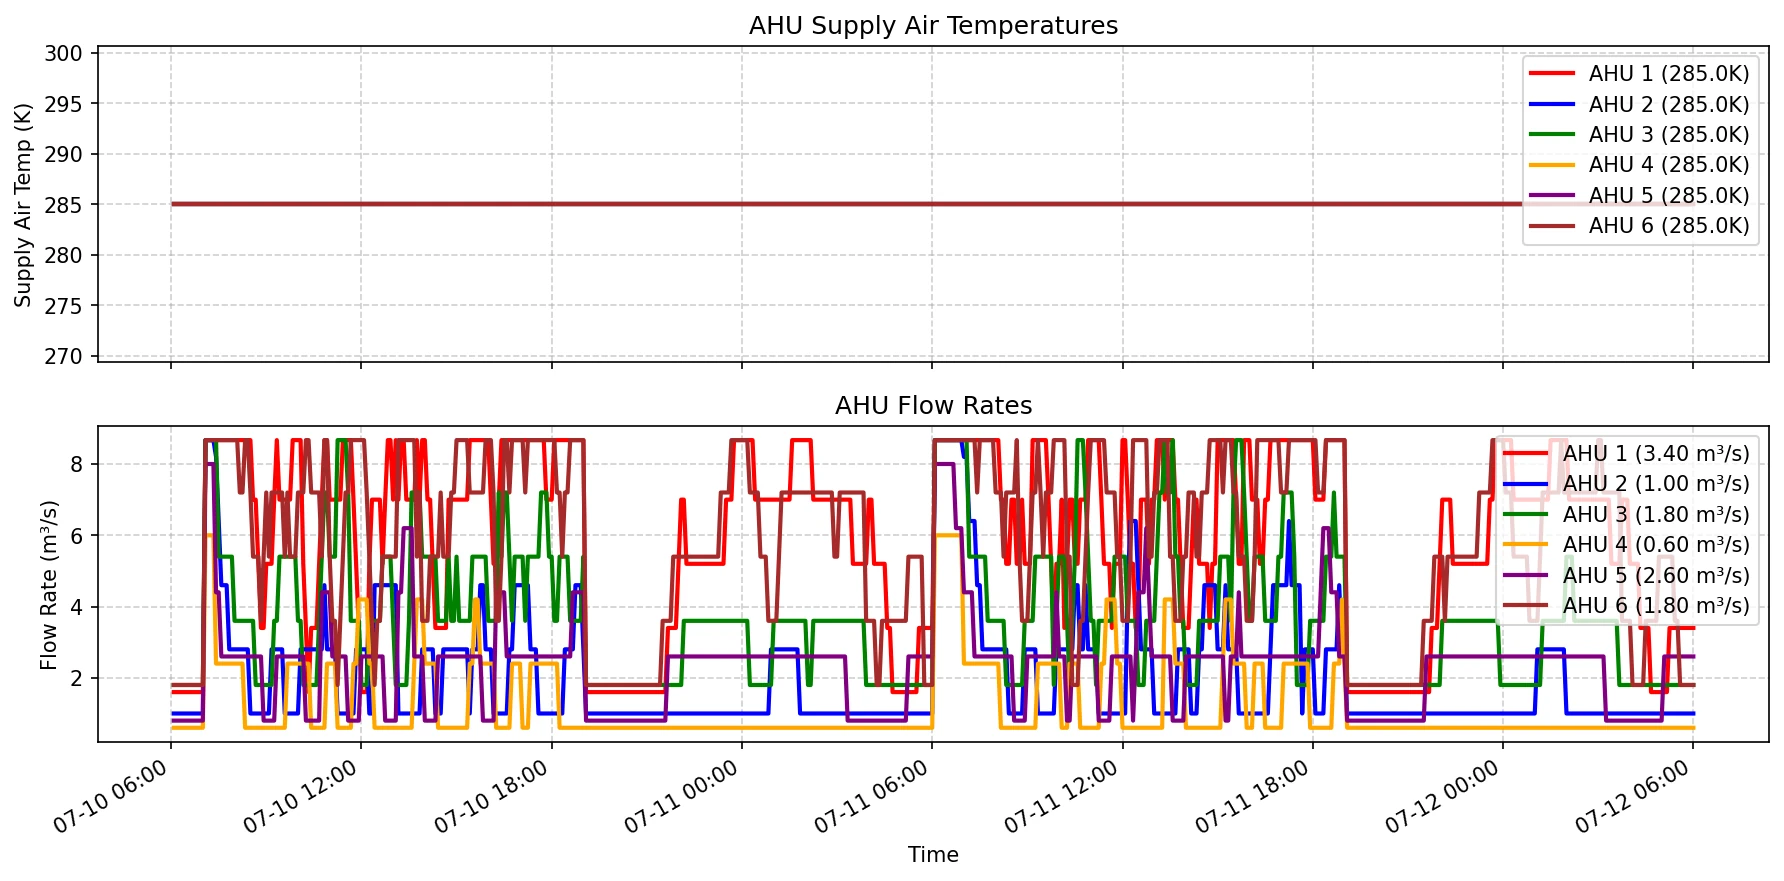 AHU Supply Air Temperatures
Supply Air Temp (K)
300
295
290
285
280
275
270
AHU 1 (285.0K)
AHU 2 (285.0K)
AHU 3 (285.0K)
AHU 4 (285.0K)
AHU 5 (285.0K)
AHU 6 (285.0K)
AHU Flow Rates
Flow Rate (m³/s)
8
6
4
2
AHU 1 (3.40 m³/s)
AHU 2 (1.00 m³/s)
AHU 3 (1.80 m³/s)
AHU 4 (0.60 m³/s)
AHU 5 (2.60 m³/s)
AHU 6 (1.80 m³/s)
07-10 06:00
07-10 12:00
07-10 18:00
07-11 00:00
07-11 06:00
07-11 12:00
07-11 18:00
07-12 00:00
07-12 06:00
Time